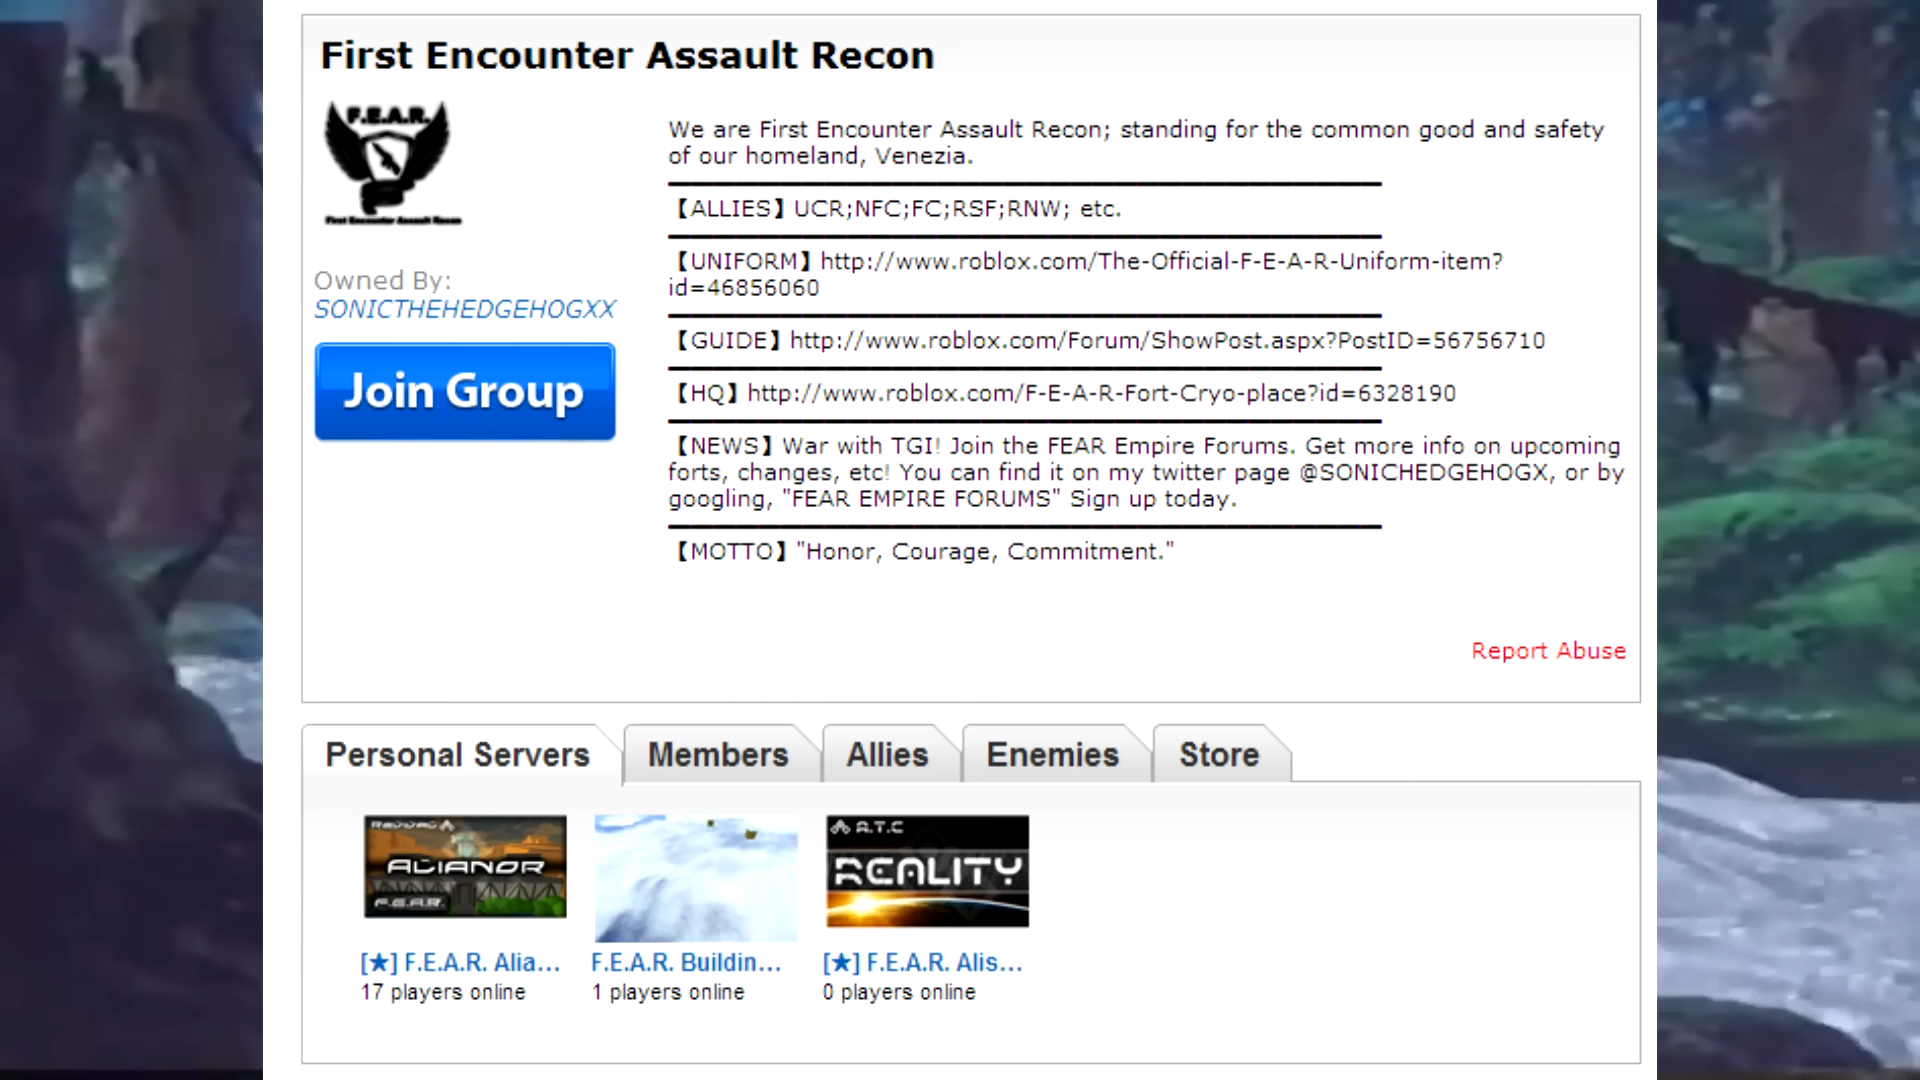 First Encounter Assault Recon
F.E.A.R.
First Encounter Assault Recon
Owned By:
SONICTHEHEDGEHOGXX
Join Group
We are First Encounter Assault Recon; standing for the common good and safety
of our homeland, Venezia.
【ALLIES】UCR;NFC;FC;RSF;RNW; etc.
【UNIFORM】http://www.roblox.com/The-Official-F-E-A-R-Uniform-item?
id=46856060
【GUIDE】http://www.roblox.com/Forum/ShowPost.aspx?PostID=56756710
【HQ】http://www.roblox.com/F-E-A-R-Fort-Cryo-place?id=6328190
【NEWS】War with TGI! Join the FEAR Empire Forums. Get more info on upcoming
forts, changes, etc! You can find it on my twitter page @SONICHEDGEHOGX, or by
googling, "FEAR EMPIRE FORUMS" Sign up today.
【MOTTO】"Honor, Courage, Commitment."
Report Abuse
Personal Servers Members Allies Enemies Store
ALIANOR
F.E.A.R.
A.T.C
REALITY
[★] F.E.A.R. Alia...
17 players online
F.E.A.R. Buildin...
1 players online
[★] F.E.A.R. Alis...
0 players online